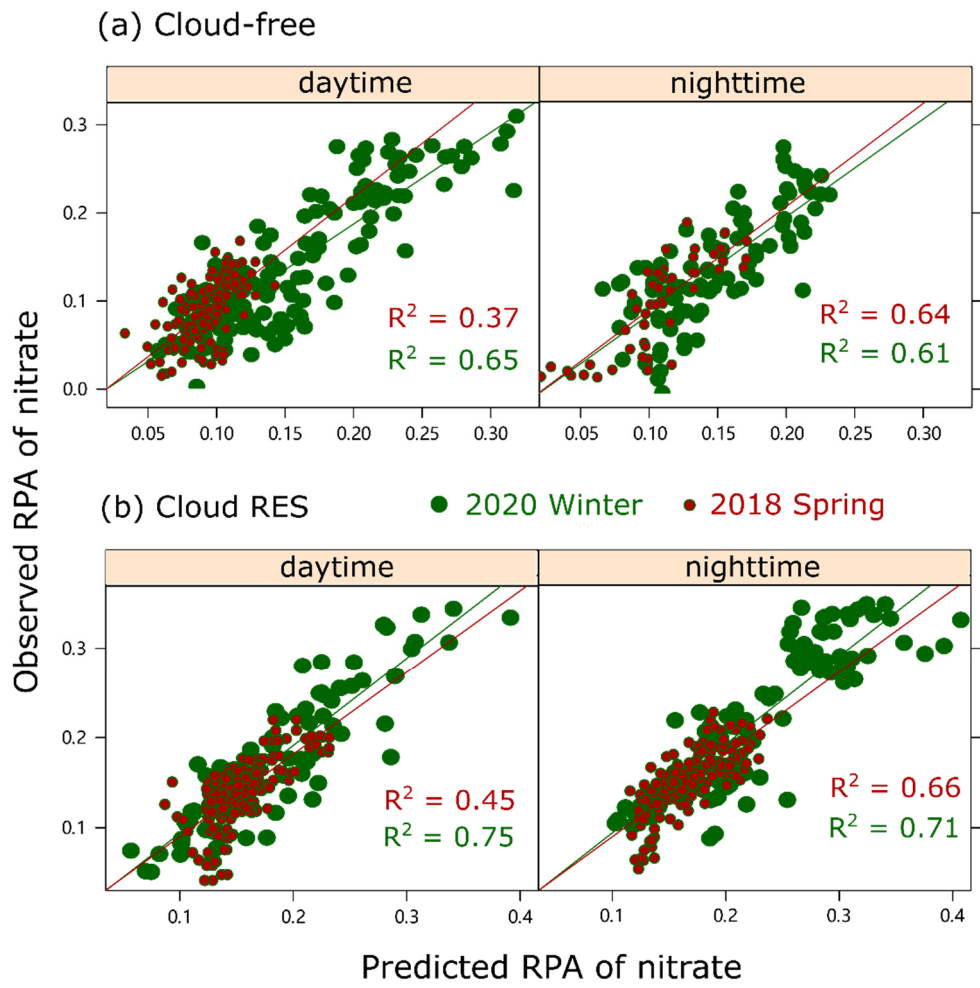 (a) Cloud-free
daytime
nighttime
0.3
0.2
0.1
0.0
R² = 0.37
R² = 0.65
R² = 0.64
R² = 0.61
0.05 0.10 0.15 0.20 0.25 0.30
0.05 0.10 0.15 0.20 0.25 0.30
Observed RPA of nitrate
(b) Cloud RES
2020 Winter
2018 Spring
daytime
nighttime
0.3
0.2
0.1
R² = 0.45
R² = 0.75
R² = 0.66
R² = 0.71
0.1 0.2 0.3 0.4
0.1 0.2 0.3 0.4
Predicted RPA of nitrate